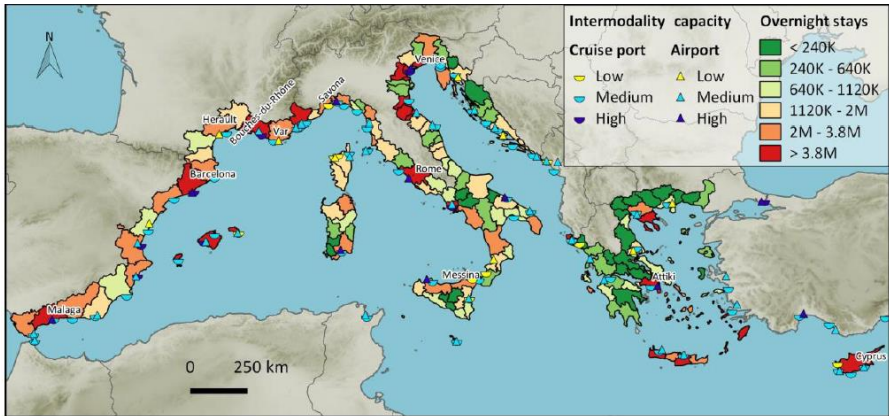 N
Intermodality capacity
Cruise port Airport
Low Low
Medium Medium
High High
Overnight stays
< 240K
240K - 640K
640K - 1120K
1120K - 2M
2M - 3.8M
> 3.8M
Venice
Savona
Bouches-du-Rhône
Herault
Var
Barcelona
Rome
Messina
Attiki
Malaga
Cyprus
0 250 km